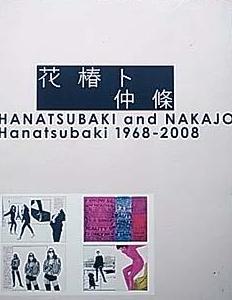 花椿ト
仲條
HANATSUBAKI and NAKAJO
Hanatsubaki 1968-2008